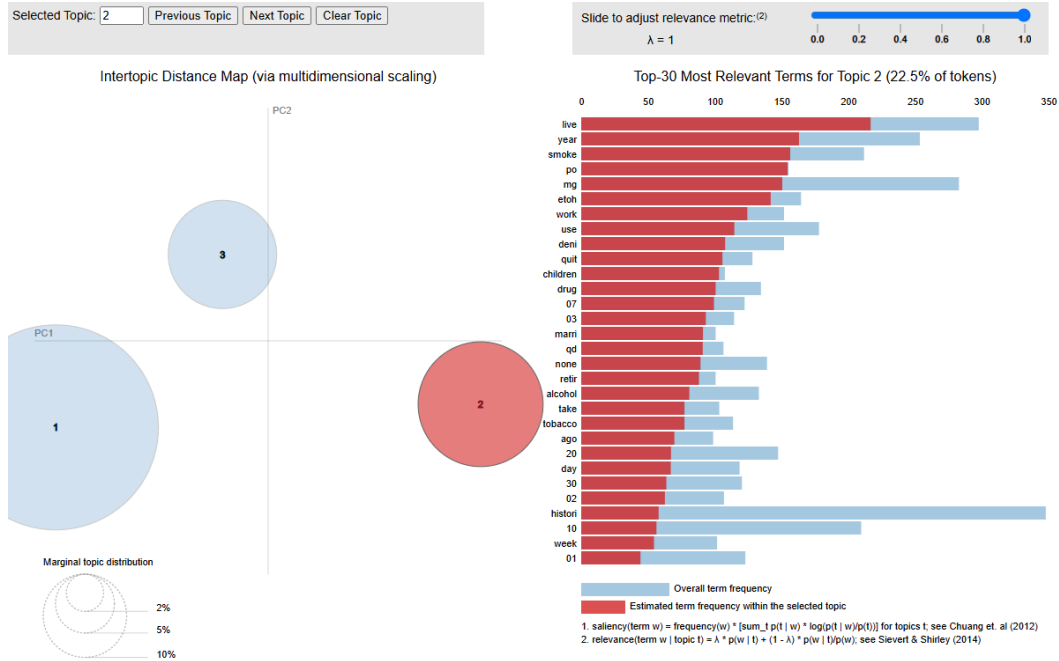 Selected Topic: 2 Previous Topic Next Topic Clear Topic
Slide to adjust relevance metric:(2)
λ = 1
0.0 0.2 0.4 0.6 0.8 1.0
Intertopic Distance Map (via multidimensional scaling)
PC2
PC1
3
1
2
Marginal topic distribution
2%
5%
10%
Top-30 Most Relevant Terms for Topic 2 (22.5% of tokens)
0 50 100 150 200 250 300 350
live
year
smoke
po
mg
etoh
work
use
deni
quit
children
drug
07
03
marri
qd
none
retir
alcohol
take
tobacco
ago
20
day
30
02
histori
10
week
01
Overall term frequency
Estimated term frequency within the selected topic
1. saliency(term w) = frequency(w) * [sum_t p(t | w) * log(p(t | w)/p(t))] for topics t; see Chuang et. al (2012)
2. relevance(term w | topic t) = λ * p(w | t) + (1 - λ) * p(w | t)/p(w); see Sievert & Shirley (2014)